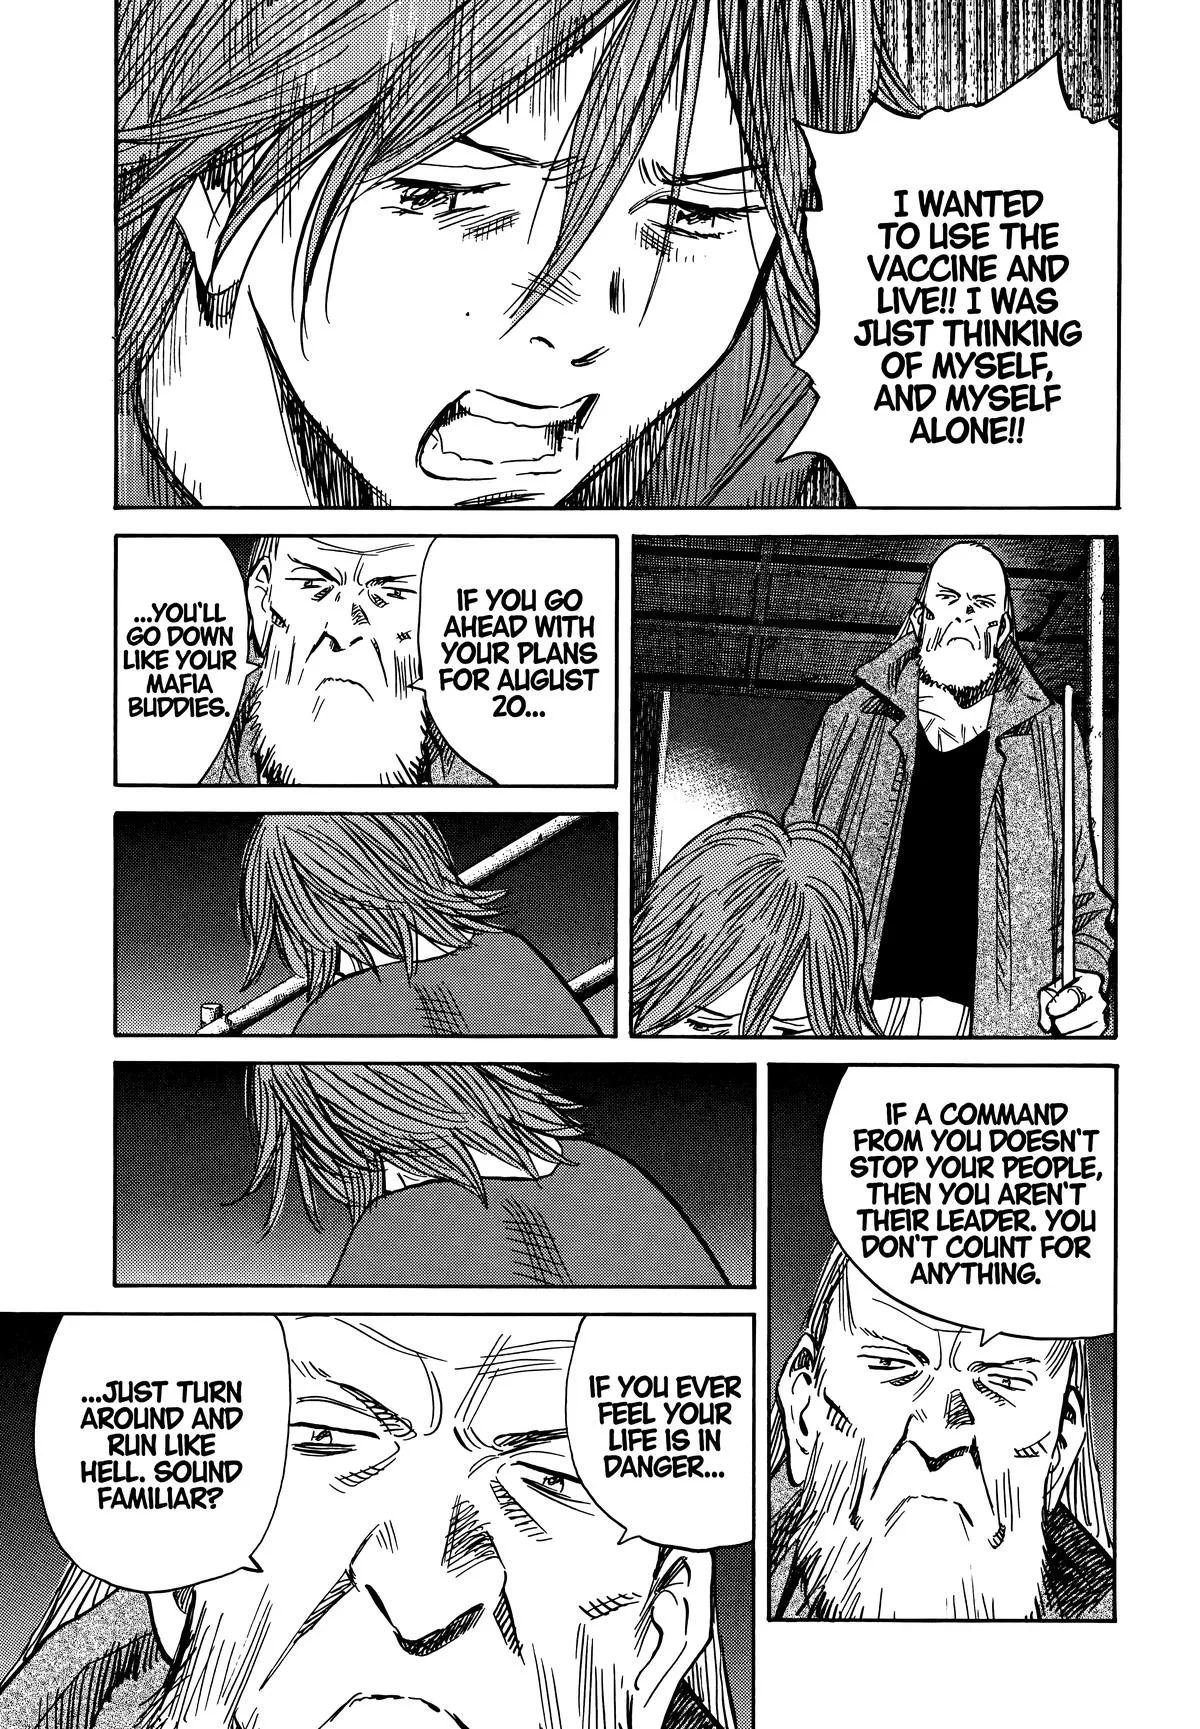 I WANTED
TO USE THE
VACCINE AND
LIVE!! I WAS
JUST THINKING
OF MYSELF,
AND MYSELF
ALONE!!
IF YOU GO
AHEAD WITH
YOUR PLANS
FOR AUGUST
20...
...YOU'LL
GO DOWN
LIKE YOUR
MAFIA
BUDDIES.
IF A COMMAND
FROM YOU DOESN'T
STOP YOUR PEOPLE,
THEN YOU AREN'T
THEIR LEADER. YOU
DON'T COUNT FOR
ANYTHING.
IF YOU EVER
FEEL YOUR
LIFE IS IN
DANGER...
...JUST TURN
AROUND AND
RUN LIKE
HELL. SOUND
FAMILIAR?